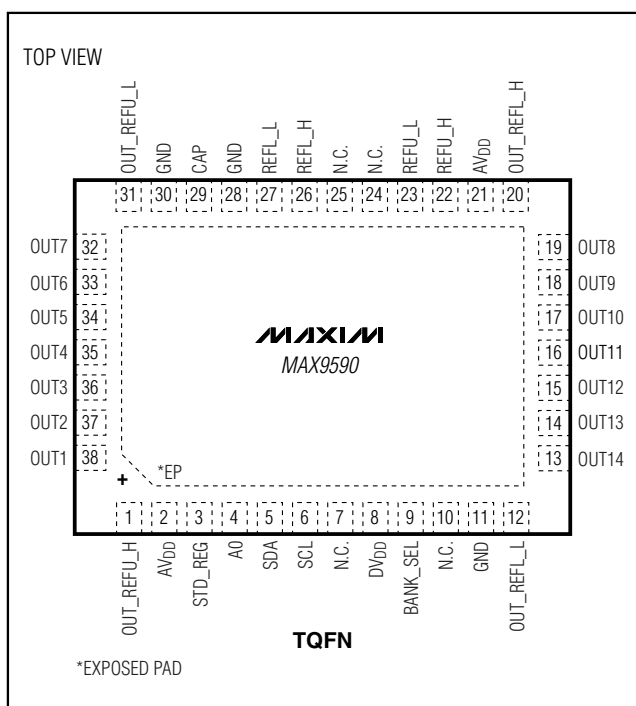 TOP VIEW
OUT_REFU_L GND CAP GND REFL_L REFL_H N.C. N.C. REFU_L REFU_H AVDD OUT_REFL_H
31 30 29 28 27 26 25 24 23 22 21 20
OUT7 32 19 OUT8
OUT6 33 18 OUT9
OUT5 34 17 OUT10
OUT4 35 16 OUT11
OUT3 36 15 OUT12
OUT2 37 14 OUT13
OUT1 38 13 OUT14
MAXIM
MAX9590
*EP
+
1 2 3 4 5 6 7 8 9 10 11 12
OUT_REFU_H AVDD STD_REG A0 SDA SCL N.C. DVDD BANK_SEL N.C. GND OUT_REFL_L
TQFN
*EXPOSED PAD